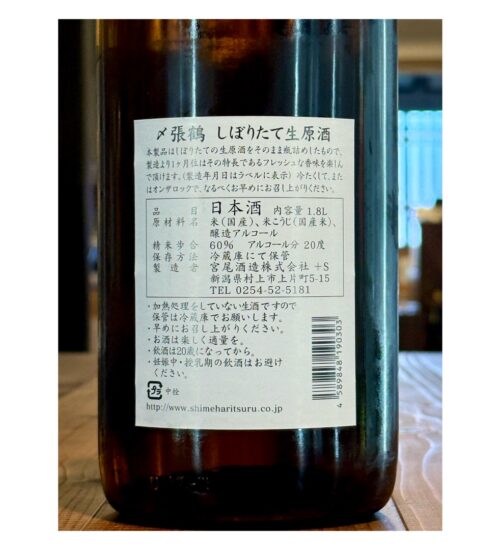 〆張鶴 しぼりたて生原酒
本製品はしぼりたての生原酒をそのまま瓶詰めしたもので、
製造より1ヶ月位はその特長であるフレッシュな香味を楽しん
で頂けます。(製造年月日はラベルに表示) 冷たくして、また
はオンザロックで、なるべくお早めにお召し上がりください。
品目 日本酒 内容量 1.8L
原材料名 米(国産)、米こうじ(国産米)、
醸造アルコール
精米歩合 60% アルコール分 20度
保存方法 冷蔵庫にて保管
製造者 宮尾酒造株式会社 +S
新潟県村上市上片町5-15
TEL 0254-52-5181
・加熱処理をしていない生酒ですので
保管は冷蔵庫でお願いします。
・早めにお召し上がりください。
・お酒は楽しく適量を。
・飲酒は20歳になってから。
・妊娠中・授乳期の飲酒はお避け
ください。
プラ 中栓
http://www.shimeharitsuru.co.jp
4589848190303